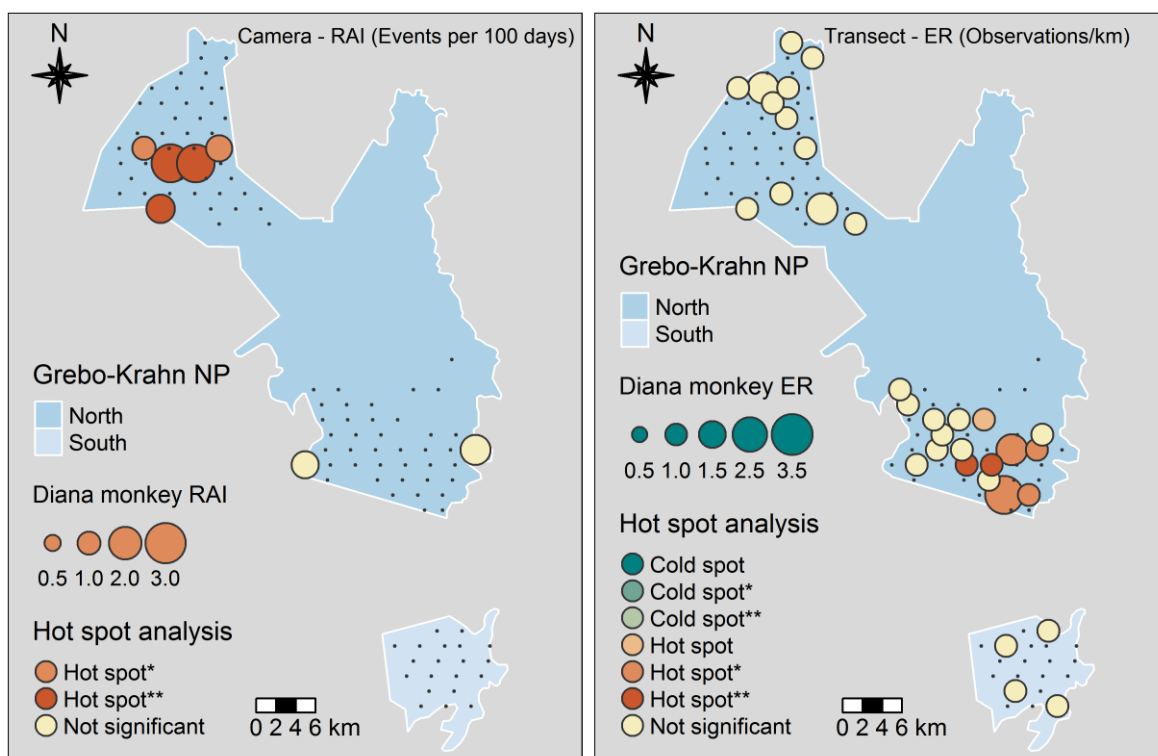 N
Camera - RAI (Events per 100 days)
Grebo-Krahn NP
North
South
Diana monkey RAI
0.5 1.0 2.0 3.0
Hot spot analysis
Hot spot*
Hot spot**
Not significant
0 2 4 6 km
N
Transect - ER (Observations/km)
Grebo-Krahn NP
North
South
Diana monkey ER
0.5 1.0 1.5 2.5 3.5
Hot spot analysis
Cold spot
Cold spot*
Cold spot**
Hot spot
Hot spot*
Hot spot**
Not significant
0 2 4 6 km